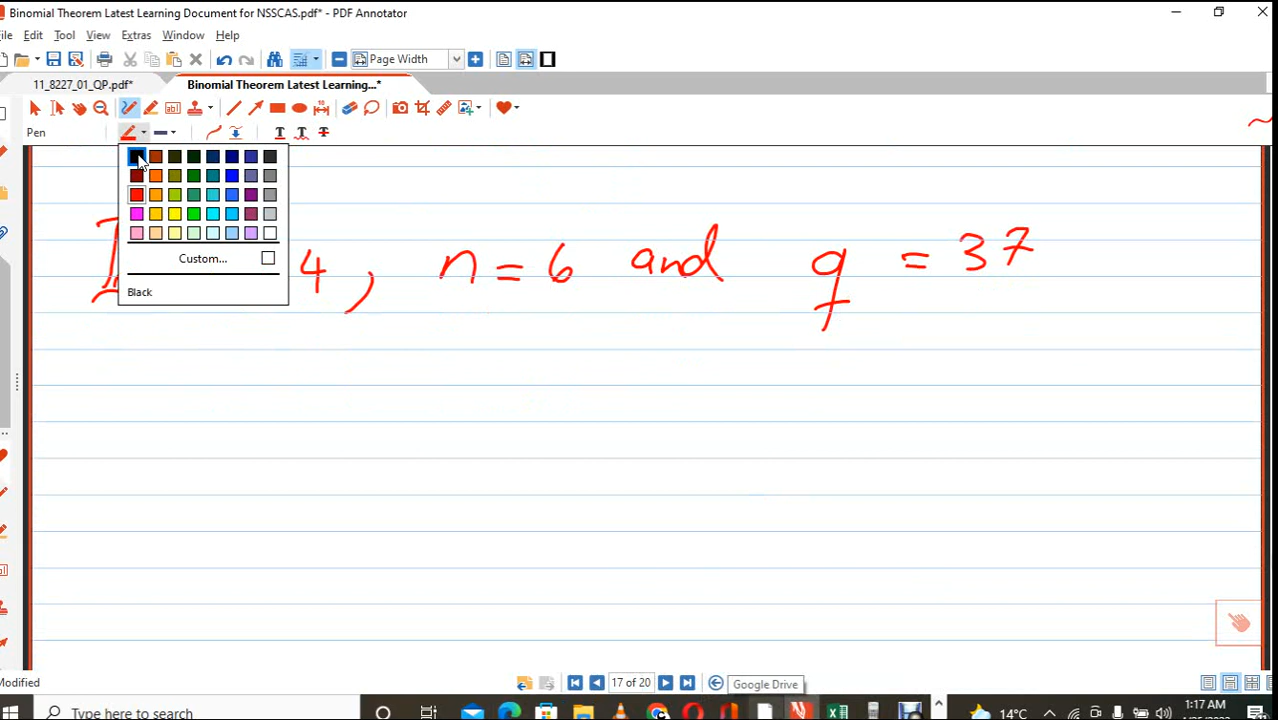 Binomial Theorem Latest Learning Document for NSSCAS.pdf* - PDF Annotator
ile Edit Tool View Extras Window Help
Page Width
11_8227_01_QP.pdf* Binomial Theorem Latest Learning...*
Pen
4 , n = 6 and q = 37
Custom...
Black
Modified
17 of 20
Google Drive
Type here to search
14°C
1:17 AM